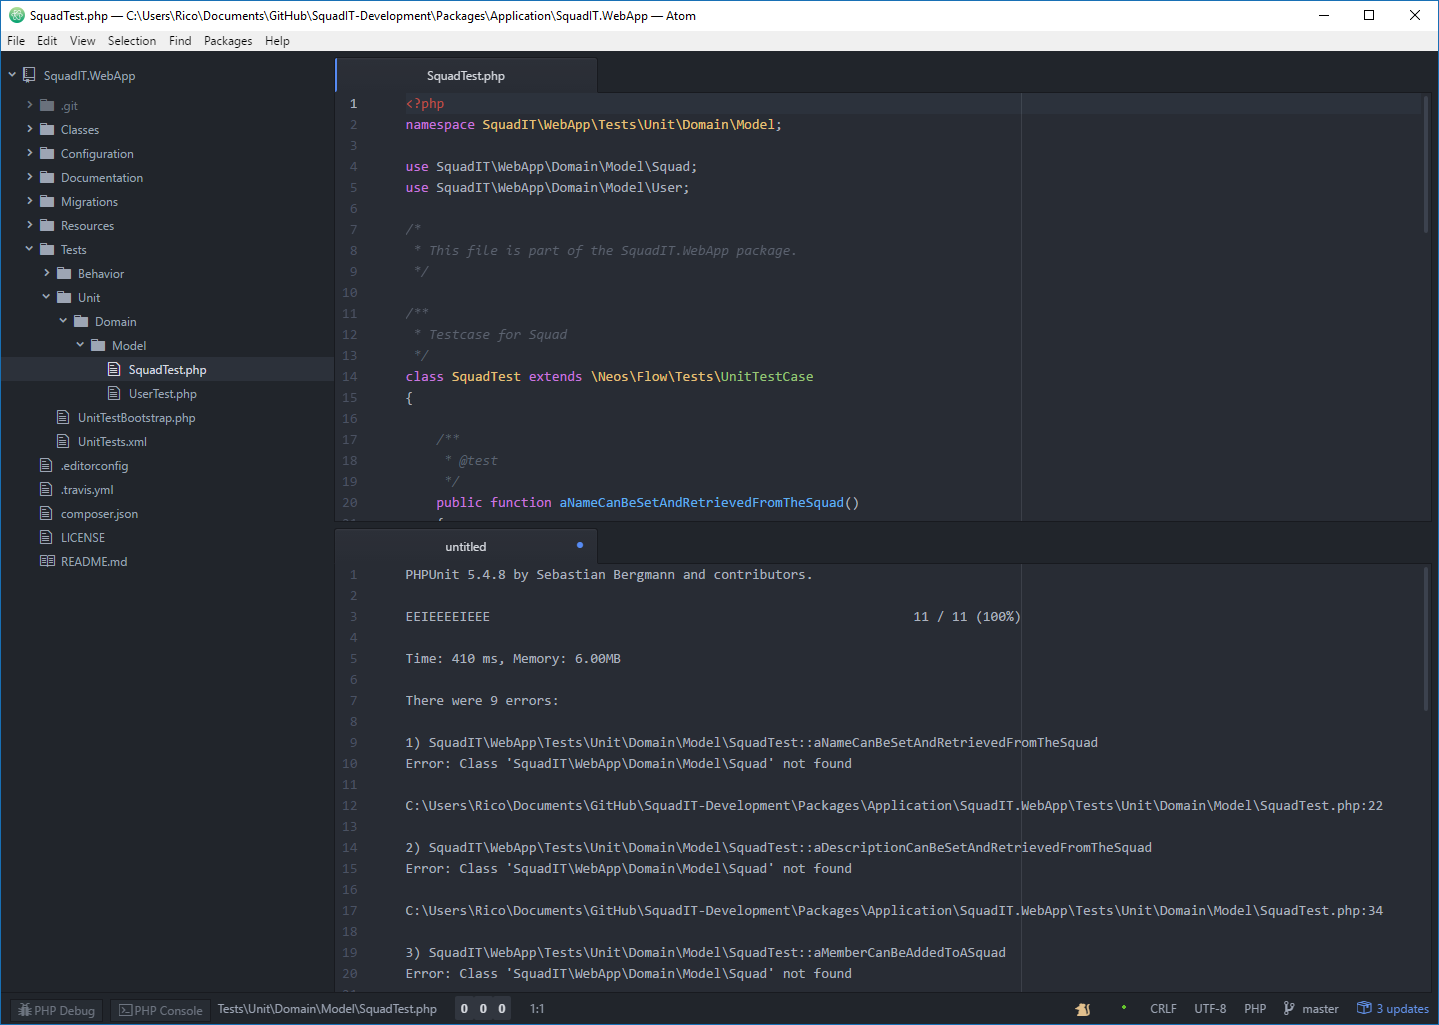 SquadTest.php — C:\Users\Rico\Documents\GitHub\SquadIT-Development\Packages\Application\SquadIT.WebApp — Atom
File Edit View Selection Find Packages Help
SquadIT.WebApp
.git
Classes
Configuration
Documentation
Migrations
Resources
Tests
Behavior
Unit
Domain
Model
SquadTest.php
UserTest.php
UnitTestBootstrap.php
UnitTests.xml
.editorconfig
.travis.yml
composer.json
LICENSE
README.md
SquadTest.php
1 <?php
2 namespace SquadIT\WebApp\Tests\Unit\Domain\Model;
3
4 use SquadIT\WebApp\Domain\Model\Squad;
5 use SquadIT\WebApp\Domain\Model\User;
6
7 /*
8 * This file is part of the SquadIT.WebApp package.
9 */
10
11 /**
12 * Testcase for Squad
13 */
14 class SquadTest extends \Neos\Flow\Tests\UnitTestCase
15 {
16
17 /**
18 * @test
19 */
20 public function aNameCanBeSetAndRetrievedFromTheSquad()
untitled
1 PHPUnit 5.4.8 by Sebastian Bergmann and contributors.
2
3 EEIEEEEIEEE 11 / 11 (100%)
4
5 Time: 410 ms, Memory: 6.00MB
6
7 There were 9 errors:
8
9 1) SquadIT\WebApp\Tests\Unit\Domain\Model\SquadTest::aNameCanBeSetAndRetrievedFromTheSquad
10 Error: Class 'SquadIT\WebApp\Domain\Model\Squad' not found
11
12 C:\Users\Rico\Documents\GitHub\SquadIT-Development\Packages\Application\SquadIT.WebApp\Tests\Unit\Domain\Model\SquadTest.php:22
13
14 2) SquadIT\WebApp\Tests\Unit\Domain\Model\SquadTest::aDescriptionCanBeSetAndRetrievedFromTheSquad
15 Error: Class 'SquadIT\WebApp\Domain\Model\Squad' not found
16
17 C:\Users\Rico\Documents\GitHub\SquadIT-Development\Packages\Application\SquadIT.WebApp\Tests\Unit\Domain\Model\SquadTest.php:34
18
19 3) SquadIT\WebApp\Tests\Unit\Domain\Model\SquadTest::aMemberCanBeAddedToASquad
20 Error: Class 'SquadIT\WebApp\Domain\Model\Squad' not found
PHP Debug PHP Console Tests\Unit\Domain\Model\SquadTest.php 0 0 0 1:1 CRLF UTF-8 PHP master 3 updates